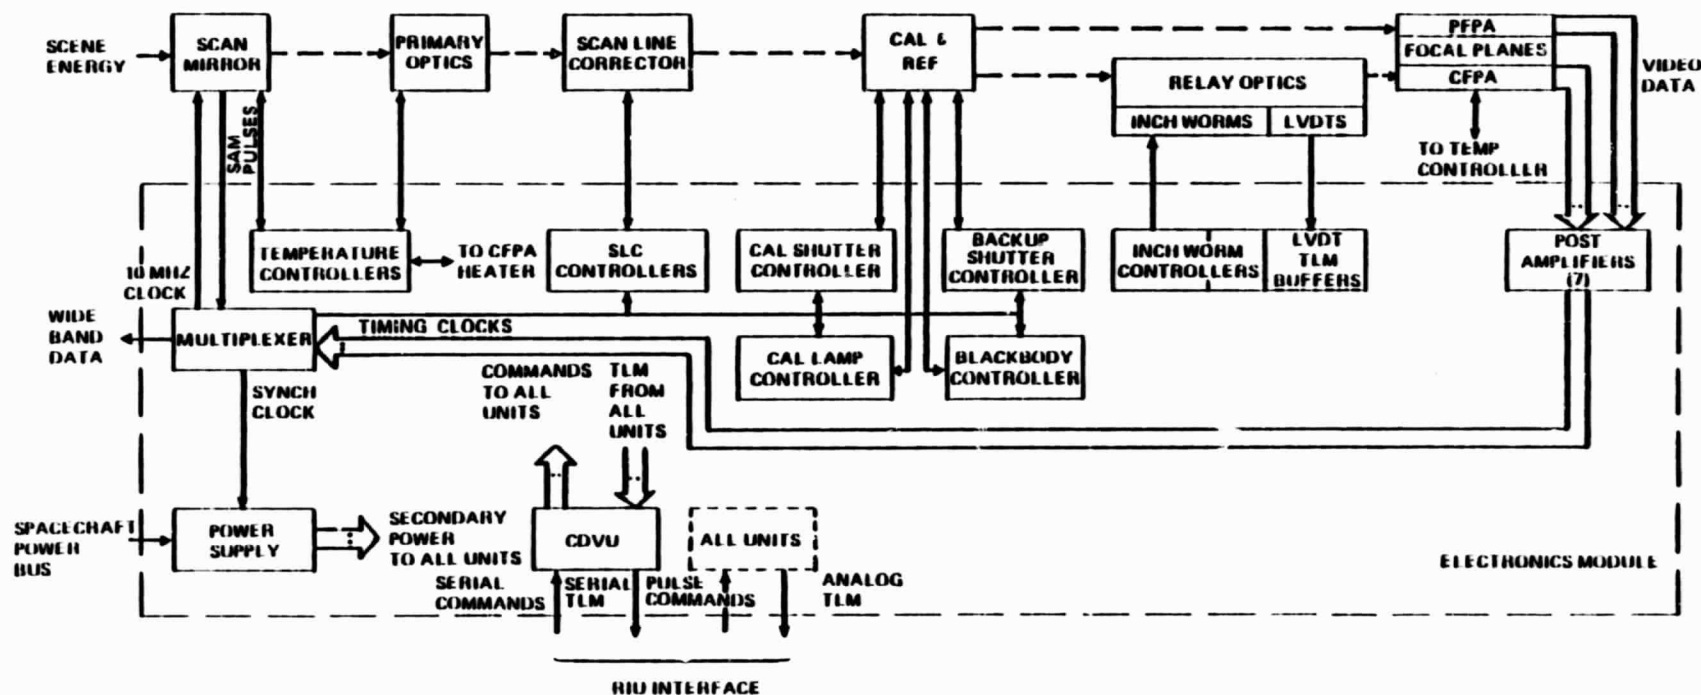 SCENE ENERGY
SCAN MIRROR
PRIMARY OPTICS
SCAN LINE CORRECTOR
CAL & REF
PFPA
FOCAL PLANES
CFPA
VIDEO DATA
RELAY OPTICS
INCH WORMS
LVDTS
TO TEMP CONTROLLER
SAM PULSES
10 MHZ CLOCK
TEMPERATURE CONTROLLERS
TO CFPA HEATER
SLC CONTROLLERS
CAL SHUTTER CONTROLLER
BACKUP SHUTTER CONTROLLER
INCH WORM CONTROLLERS
LVDT TLM BUFFERS
POST AMPLIFIERS (7)
WIDE BAND DATA
MULTIPLEXER
TIMING CLOCKS
CAL LAMP CONTROLLER
BLACKBODY CONTROLLER
SYNCH CLOCK
COMMANDS TO ALL UNITS
TLM FROM ALL UNITS
SPACECRAFT POWER BUS
POWER SUPPLY
SECONDARY POWER TO ALL UNITS
CDVU
ALL UNITS
ELECTRONICS MODULE
SERIAL COMMANDS
SERIAL TLM
PULSE COMMANDS
ANALOG TLM
RIU INTERFACE